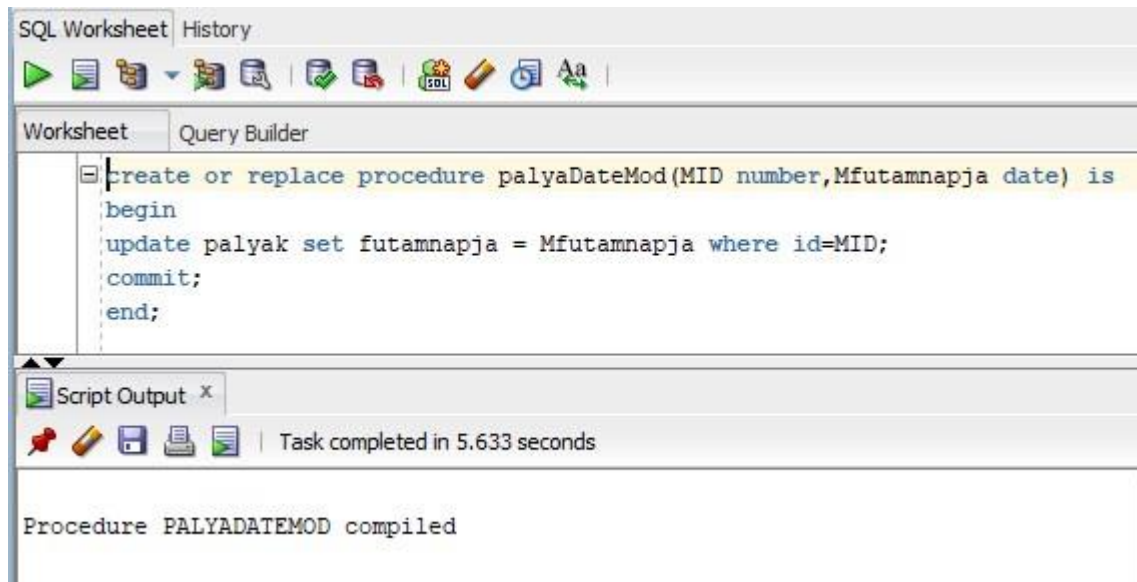 SQL Worksheet History
SQL
Aa
Worksheet Query Builder
create or replace procedure palyaDateMod(MID number,Mfutamnapja date) is
begin
update palyak set futamnapja = Mfutamnapja where id=MID;
commit;
end;
Script Output x
Task completed in 5.633 seconds
Procedure PALYADATEMOD compiled